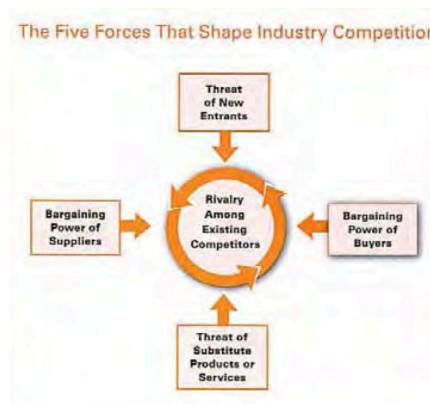 The Five Forces That Shape Industry Competition
Threat
of New
Entrants
Rivalry
Among
Existing
Competitors
Bargaining
Power of
Suppliers
Bargaining
Power of
Buyers
Threat of
Substitute
Products or
Services